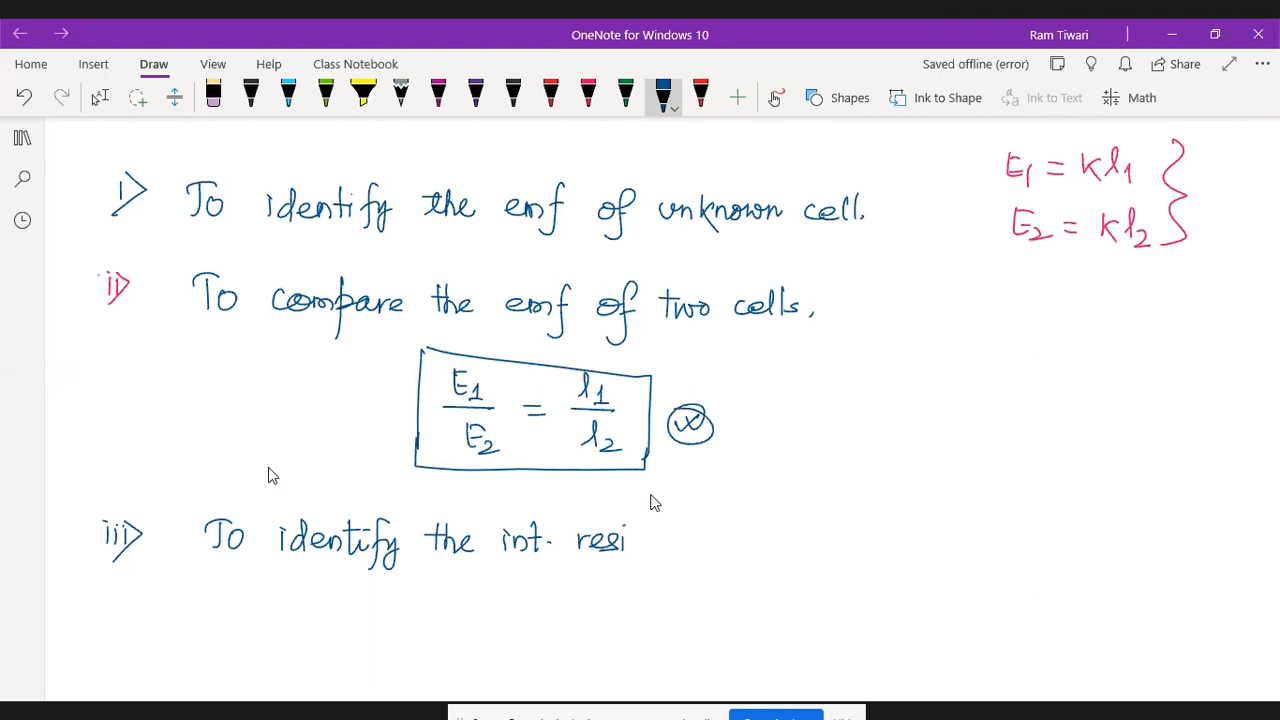 OneNote for Windows 10
Ram Tiwari
Home Insert Draw View Help Class Notebook
Saved offline (error) Share
Shapes Ink to Shape Ink to Text Math
i> To identify the emf of unknown cell.
E1 = Kl1
E2 = Kl2
ii> To compare the emf of two cells.
E1/E2 = l1/l2
iii> To identify the int. resi